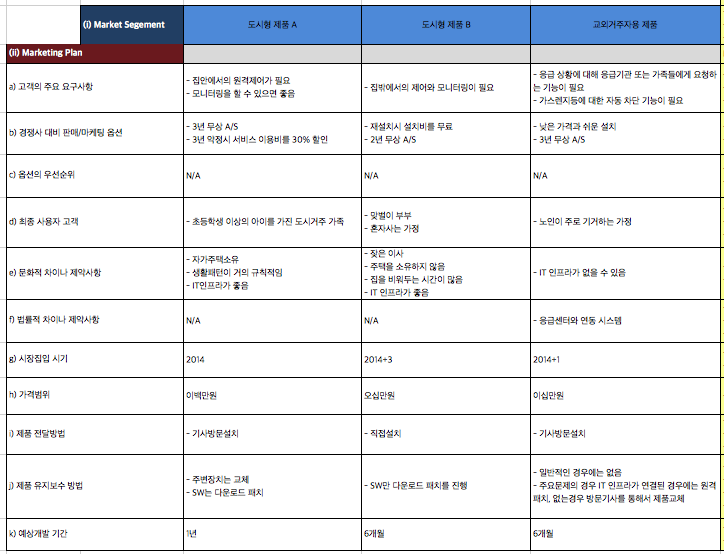 (i) Market Segement
도시형 제품 A
도시형 제품 B
교외거주자용 제품
(ii) Marketing Plan
a) 고객의 주요 요구사항
- 집안에서의 원격제어가 필요
- 모니터링을 할 수 있으면 좋음
- 집밖에서의 제어와 모니터링이 필요
- 응급 상황에 대해 응급기관 또는 가족들에게 요청하
는 기능이 필요
- 가스렌지등에 대한 자동 차단 기능이 필요
b) 경쟁사 대비 판매/마케팅 옵션
- 3년 무상 A/S
- 3년 약정시 서비스 이용비를 30% 할인
- 재설치시 설치비를 무료
- 2년 무상 A/S
- 낮은 가격과 쉬운 설치
- 3년 무상 A/S
c) 옵션의 우선순위
N/A
N/A
N/A
d) 최종 사용자 고객
- 초등학생 이상의 아이를 가진 도시거주 가족
- 맞벌이 부부
- 혼자사는 가정
- 노인이 주로 기거하는 가정
e) 문화적 차이나 제약사항
- 자가주택소유
- 생활패턴이 거의 규칙적임
- IT인프라가 좋음
- 잦은 이사
- 주택을 소유하지 않음
- 집을 비워두는 시간이 많음
- IT 인프라가 좋음
- IT 인프라가 없을 수 있음
f) 법률적 차이나 제약사항
N/A
N/A
- 응급센터와 연동 시스템
g) 시장집입 시기
2014
2014+3
2014+1
h) 가격범위
이백만원
오십만원
이십만원
i) 제품 전달방법
- 기사방문설치
- 직접설치
- 기사방문설치
j) 제품 유지보수 방법
- 주변장치는 교체
- SW는 다운로드 패치
- SW만 다운로드 패치를 진행
- 일반적인 경우에는 없음
- 주요문제의 경우 IT 인프라가 연결된 경우에는 원격
패치, 없는경우 방문기사를 통해서 제품교체
k) 예상개발 기간
1년
6개월
6개월